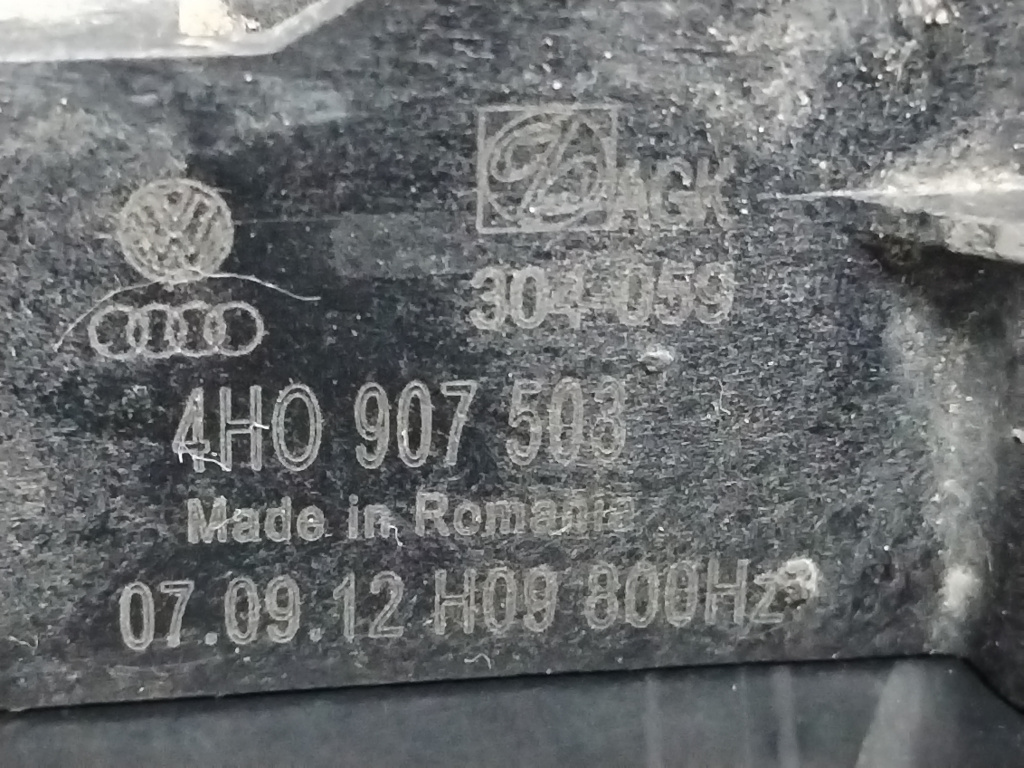 AGK
304-059
4H0 907 503
Made in Romania
07.09.12 H09 800Hz